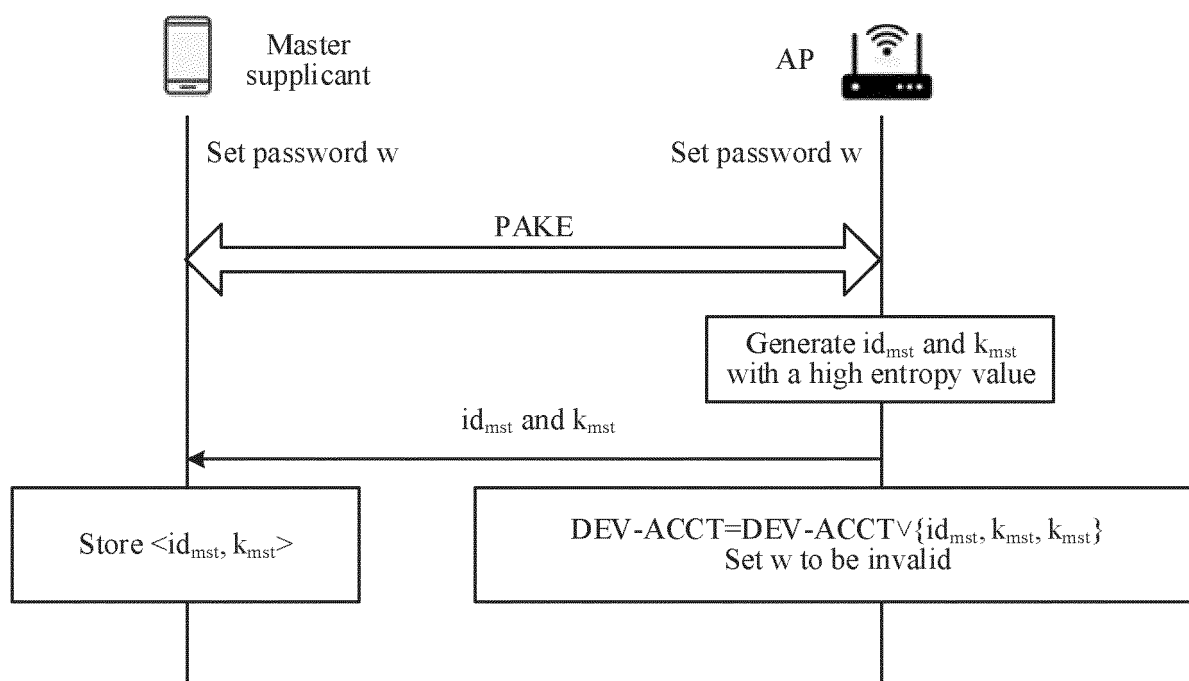 Master
supplicant
AP
Set password w
Set password w
PAKE
Generate id_mst and k_mst
with a high entropy value
id_mst and k_mst
Store <id_mst, k_mst>
DEV-ACCT=DEV-ACCT∨{id_mst, k_mst, k_mst}
Set w to be invalid